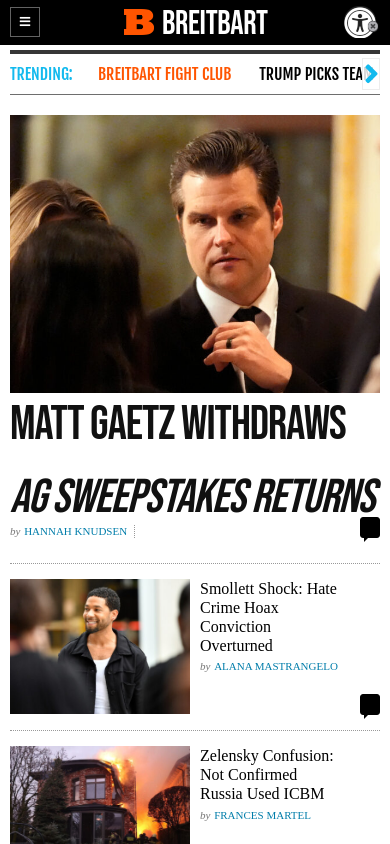 BREITBART
TRENDING: BREITBART FIGHT CLUB TRUMP PICKS TEA
MATT GAETZ WITHDRAWS
AG SWEEPSTAKES RETURNS
by HANNAH KNUDSEN
Smollett Shock: Hate
Crime Hoax
Conviction
Overturned
by ALANA MASTRANGELO
Zelensky Confusion:
Not Confirmed
Russia Used ICBM
by FRANCES MARTEL